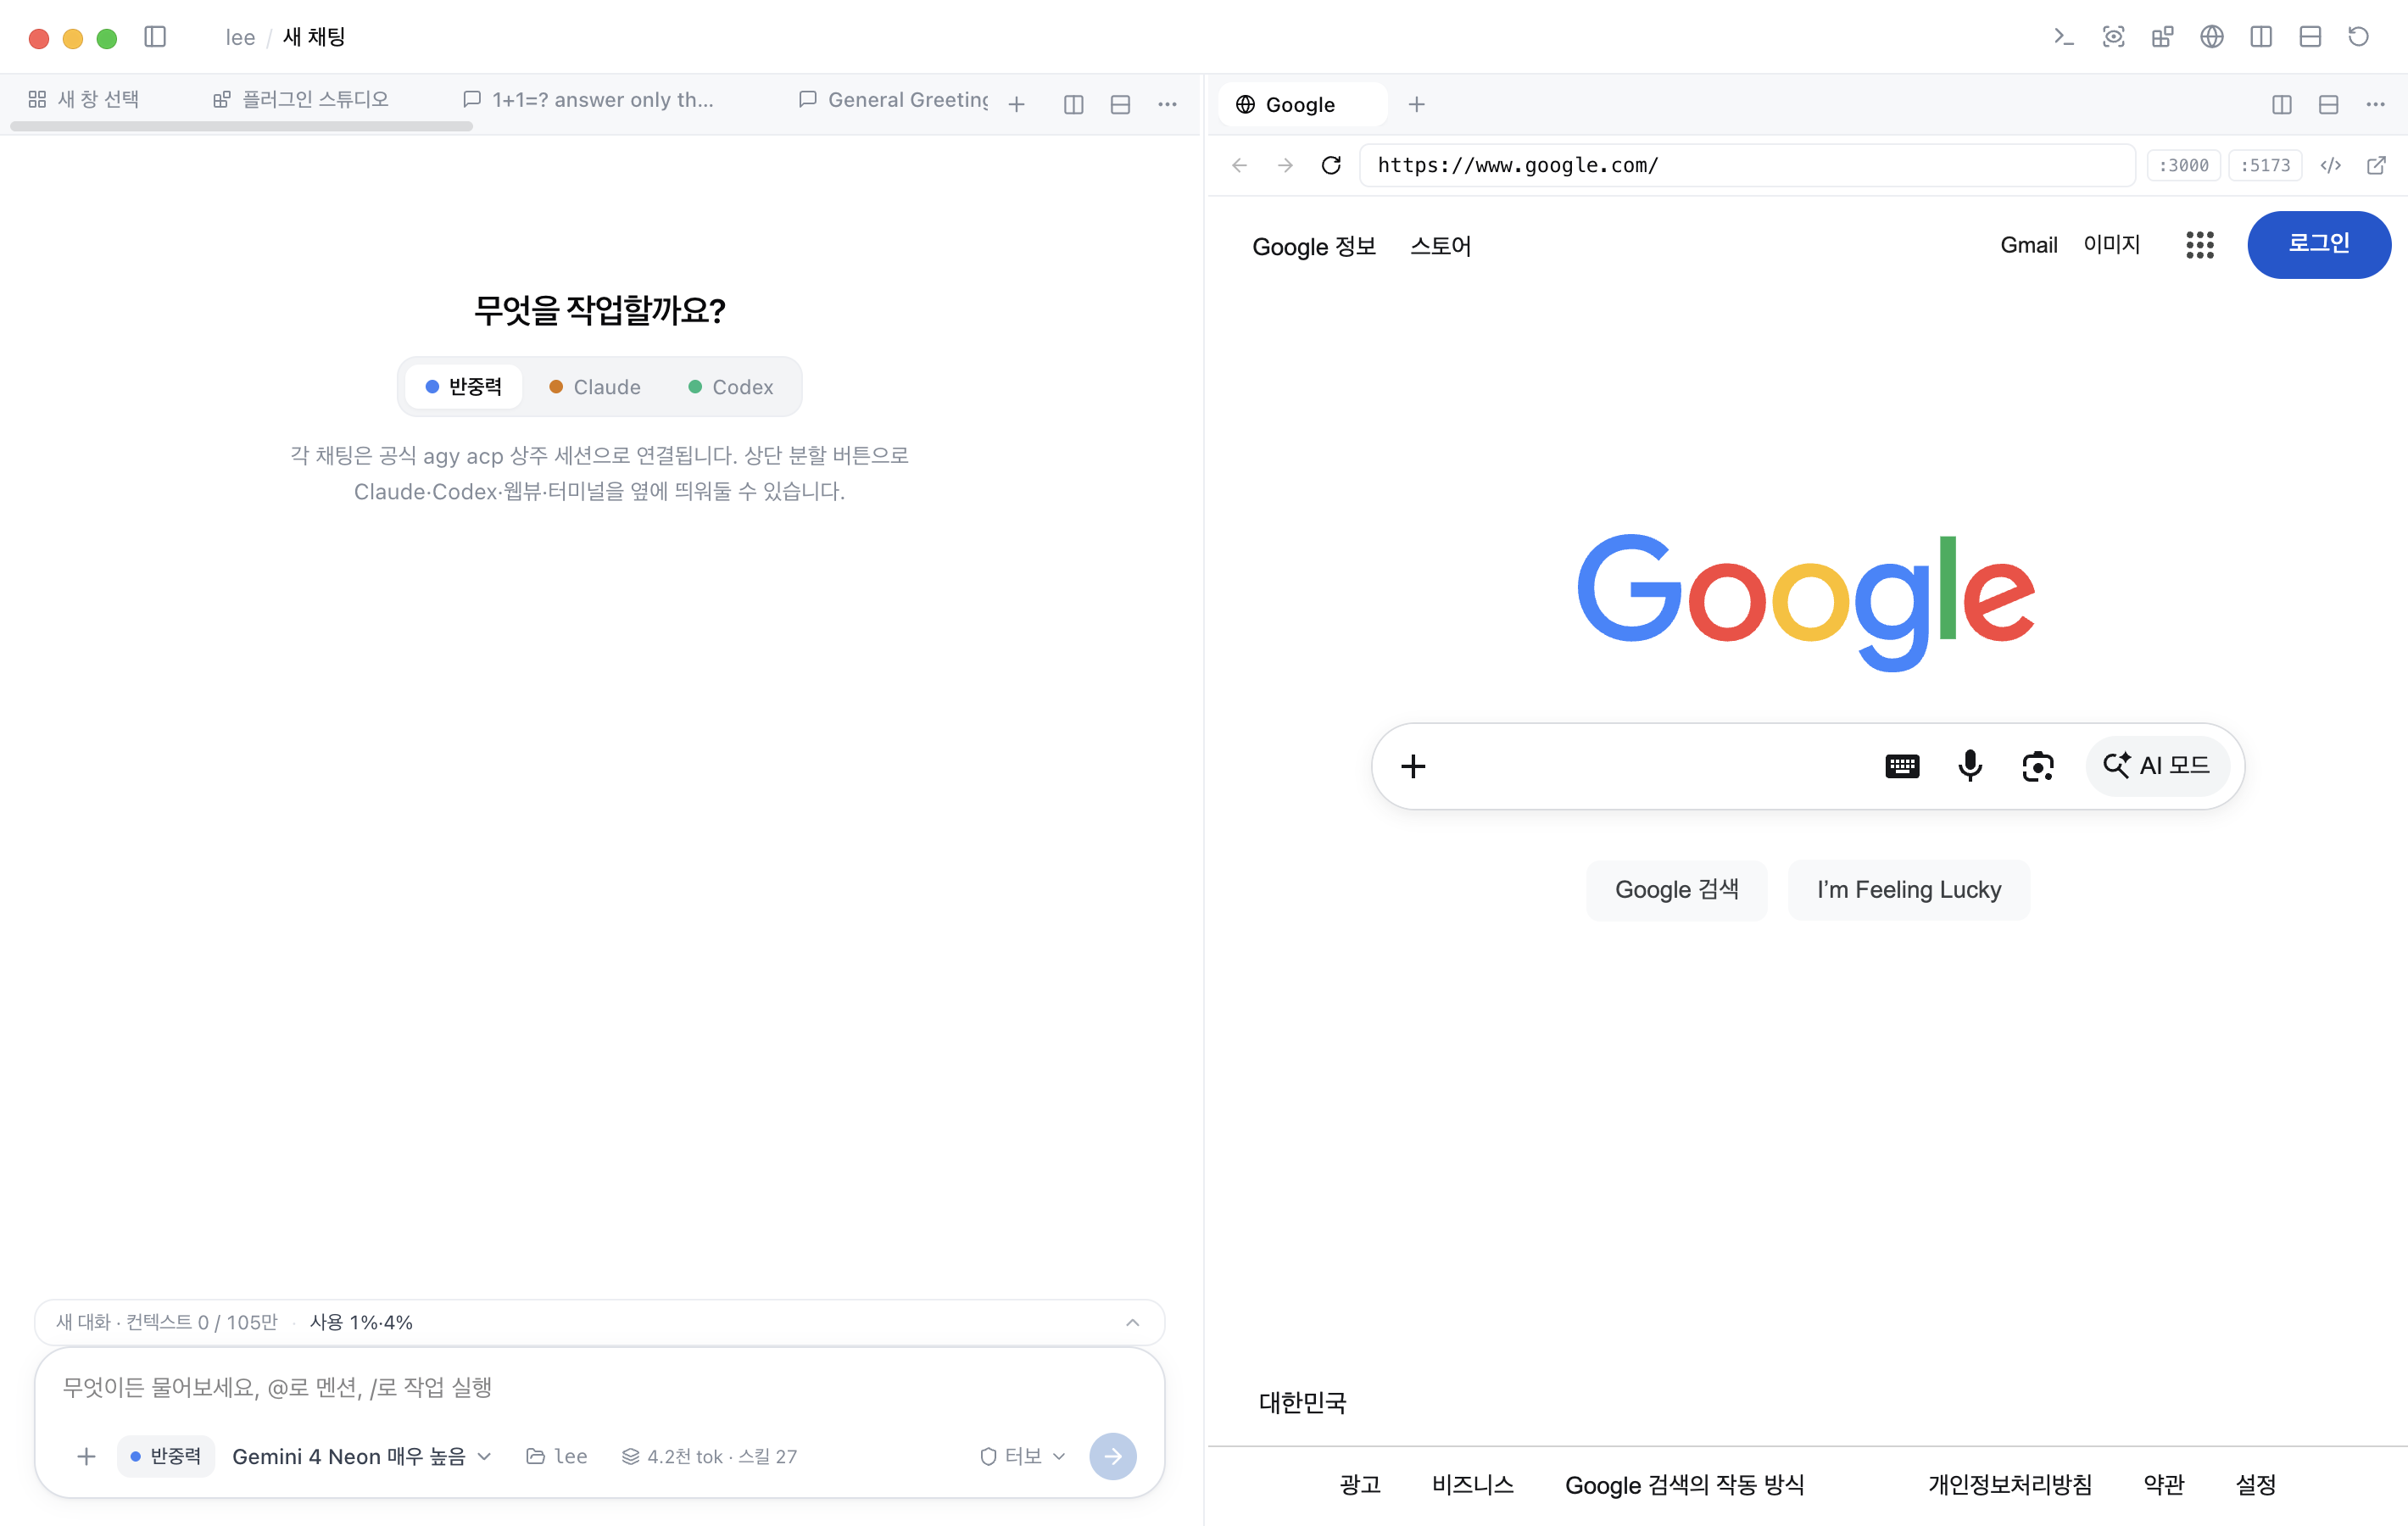 lee / 새 채팅
새 창 선택 플러그인 스튜디오 1+1=? answer only th... General Greeting
Google
https://www.google.com/ :3000 :5173
Google 정보 스토어 Gmail 이미지 로그인
무엇을 작업할까요?
반중력 Claude Codex
각 채팅은 공식 agy acp 상주 세션으로 연결됩니다. 상단 분할 버튼으로
Claude·Codex·웹뷰·터미널을 옆에 띄워둘 수 있습니다.
Google
AI 모드
Google 검색 I’m Feeling Lucky
새 대화 · 컨텍스트 0 / 105만 · 사용 1%·4%
무엇이든 물어보세요, @로 멘션, /로 작업 실행
반중력 Gemini 4 Neon 매우 높음 lee 4.2천 tok · 스킬 27 터보
대한민국
광고 비즈니스 Google 검색의 작동 방식 개인정보처리방침 약관 설정